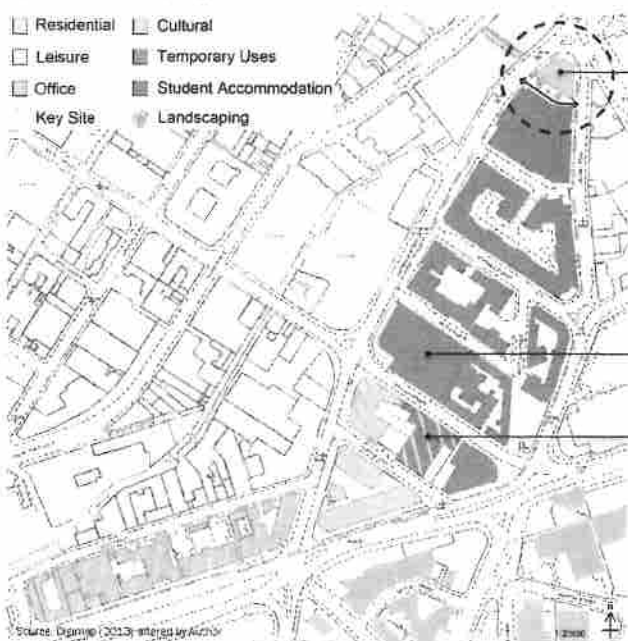 Residential
Cultural
Leisure
Temporary Uses
Office
Student Accommodation
Key Site
Landscaping
Source: Digimap (2013) altered by Author